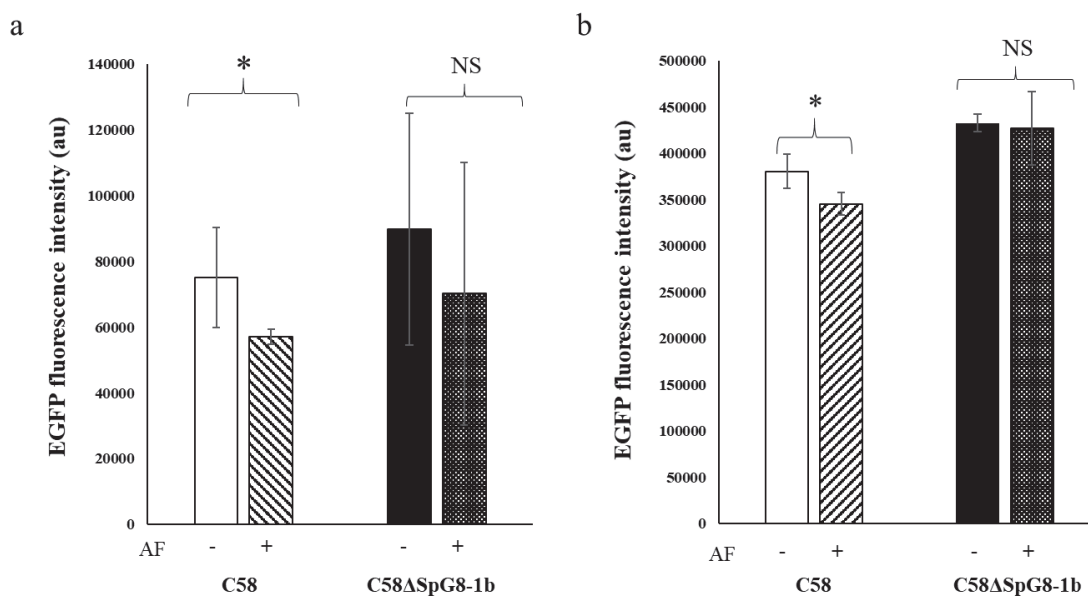 a
EGFP fluorescence intensity (au)
140000
120000
100000
80000
60000
40000
20000
0
*
NS
AF - + - +
C58 C58ΔSpG8-1b
b
EGFP fluorescence intensity (au)
500000
450000
400000
350000
300000
250000
200000
150000
100000
50000
0
*
NS
AF - + - +
C58 C58ΔSpG8-1b